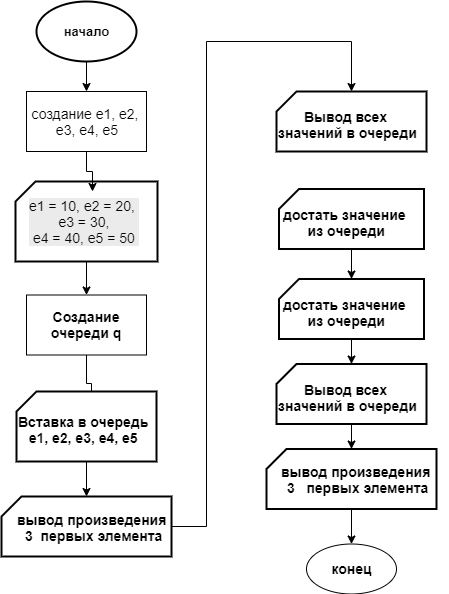 начало
создание e1, e2,
e3, e4, e5
e1 = 10, e2 = 20,
e3 = 30,
e4 = 40, e5 = 50
Создание
очереди q
Вставка в очередь
e1, e2, e3, e4, e5
вывод произведения
3 первых элемента
Вывод всех
значений в очереди
достать значение
из очереди
достать значение
из очереди
Вывод всех
значений в очереди
вывод произведения
3 первых элемента
конец